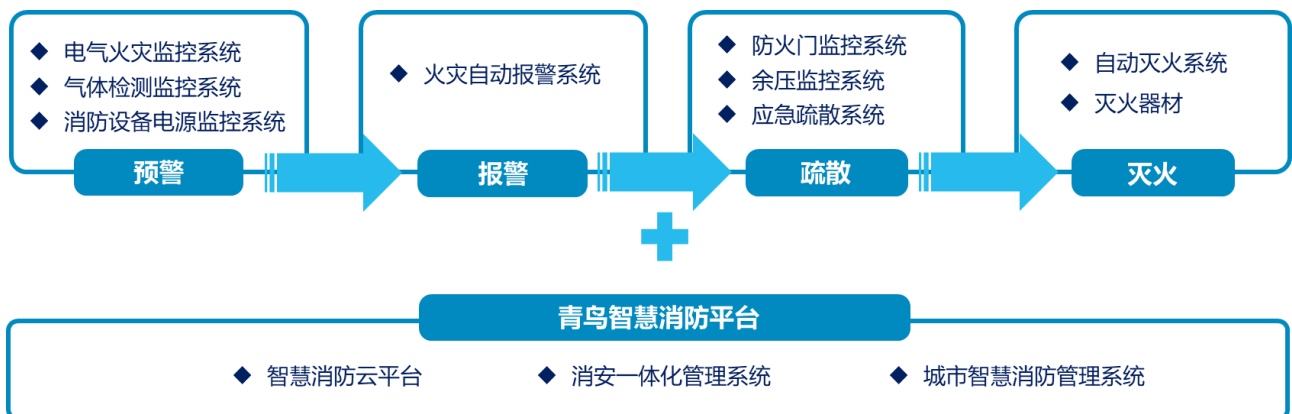 电气火灾监控系统
气体检测监控系统
消防设备电源监控系统
预警
火灾自动报警系统
报警
防火门监控系统
余压监控系统
应急疏散系统
疏散
自动灭火系统
灭火器材
灭火
青鸟智慧消防平台
智慧消防云平台
消安一体化管理系统
城市智慧消防管理系统